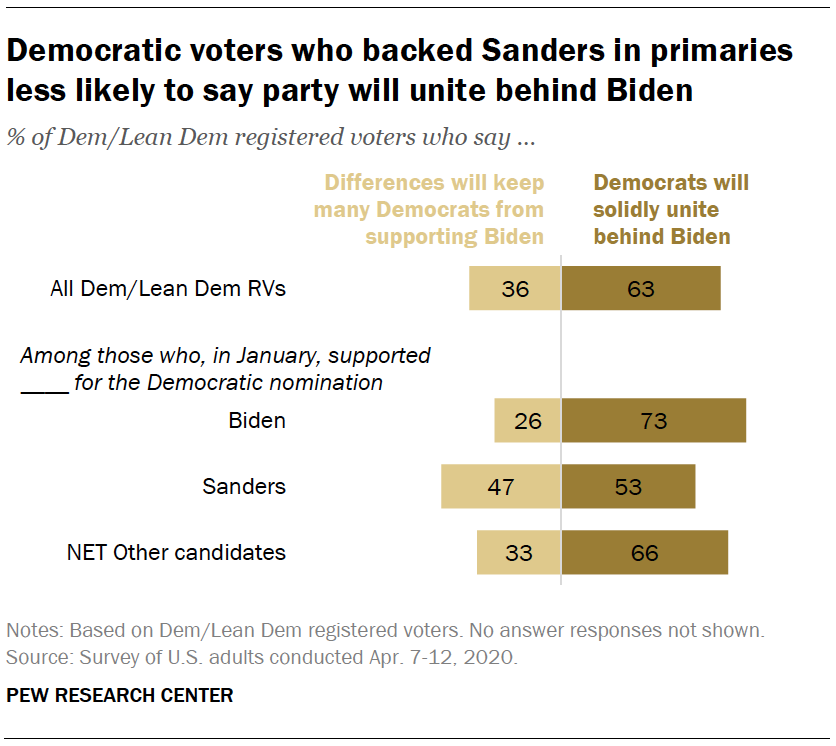 Democratic voters who backed Sanders in primaries
less likely to say party will unite behind Biden
% of Dem/Lean Dem registered voters who say ...
Differences will keep
many Democrats from
supporting Biden
Democrats will
solidly unite
behind Biden
All Dem/Lean Dem RVs 36 63
Among those who, in January, supported
____ for the Democratic nomination
Biden 26 73
Sanders 47 53
NET Other candidates 33 66
Notes: Based on Dem/Lean Dem registered voters. No answer responses not shown.
Source: Survey of U.S. adults conducted Apr. 7-12, 2020.
PEW RESEARCH CENTER